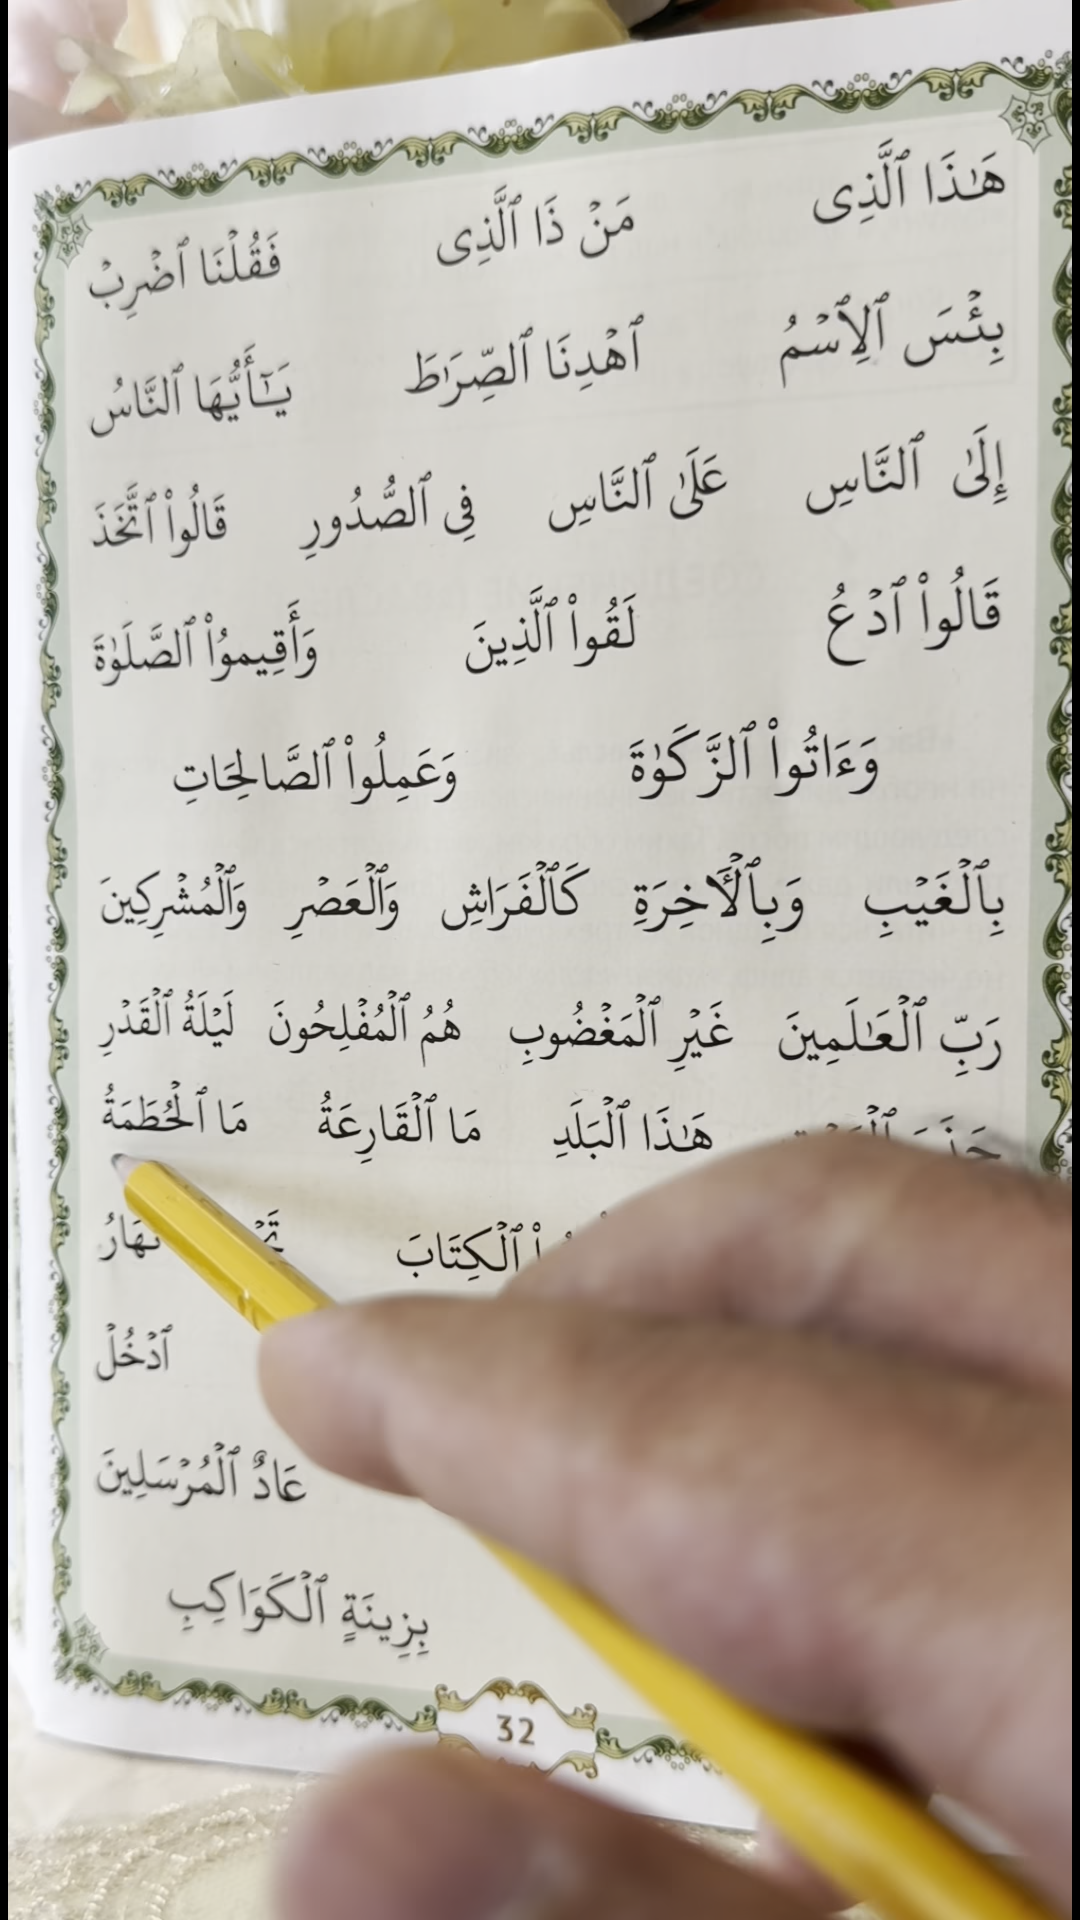 هَـٰذَا ٱلَّذِى مَنْ ذَا ٱلَّذِى فَقُلْنَا ٱضْرِبْ
بِئْسَ ٱلِٱسْمُ ٱهْدِنَا ٱلصِّرَٰطَ يَـٰٓأَيُّهَا ٱلنَّاسُ
إِلَى ٱلنَّاسِ عَلَى ٱلنَّاسِ فِى ٱلصُّدُورِ قَالُوا۟ ٱتَّخَذَ
قَالُوا۟ ٱدْعُ لَقُوا۟ ٱلَّذِينَ وَأَقِيمُوا۟ ٱلصَّلَوٰةَ
وَءَاتُوا۟ ٱلزَّكَوٰةَ وَعَمِلُوا۟ ٱلصَّالِحَاتِ
بِٱلْغَيْبِ وَبِٱلْأَخِرَةِ كَٱلْفَرَاشِ وَٱلْعَصْرِ وَٱلْمُشْرِكِينَ
رَبِّ ٱلْعَـٰلَمِينَ غَيْرِ ٱلْمَغْضُوبِ هُمُ ٱلْمُفْلِحُونَ لَيْلَةُ ٱلْقَدْرِ
هَـٰذَا ٱلْبَلَدِ مَا ٱلْقَارِعَةُ مَا ٱلْحُطَمَةُ
ٱلْكِتَابَ
ٱدْخُلْ
عَادٌ ٱلْمُرْسَلِينَ
بِزِينَةٍ ٱلْكَوَاكِبِ
32